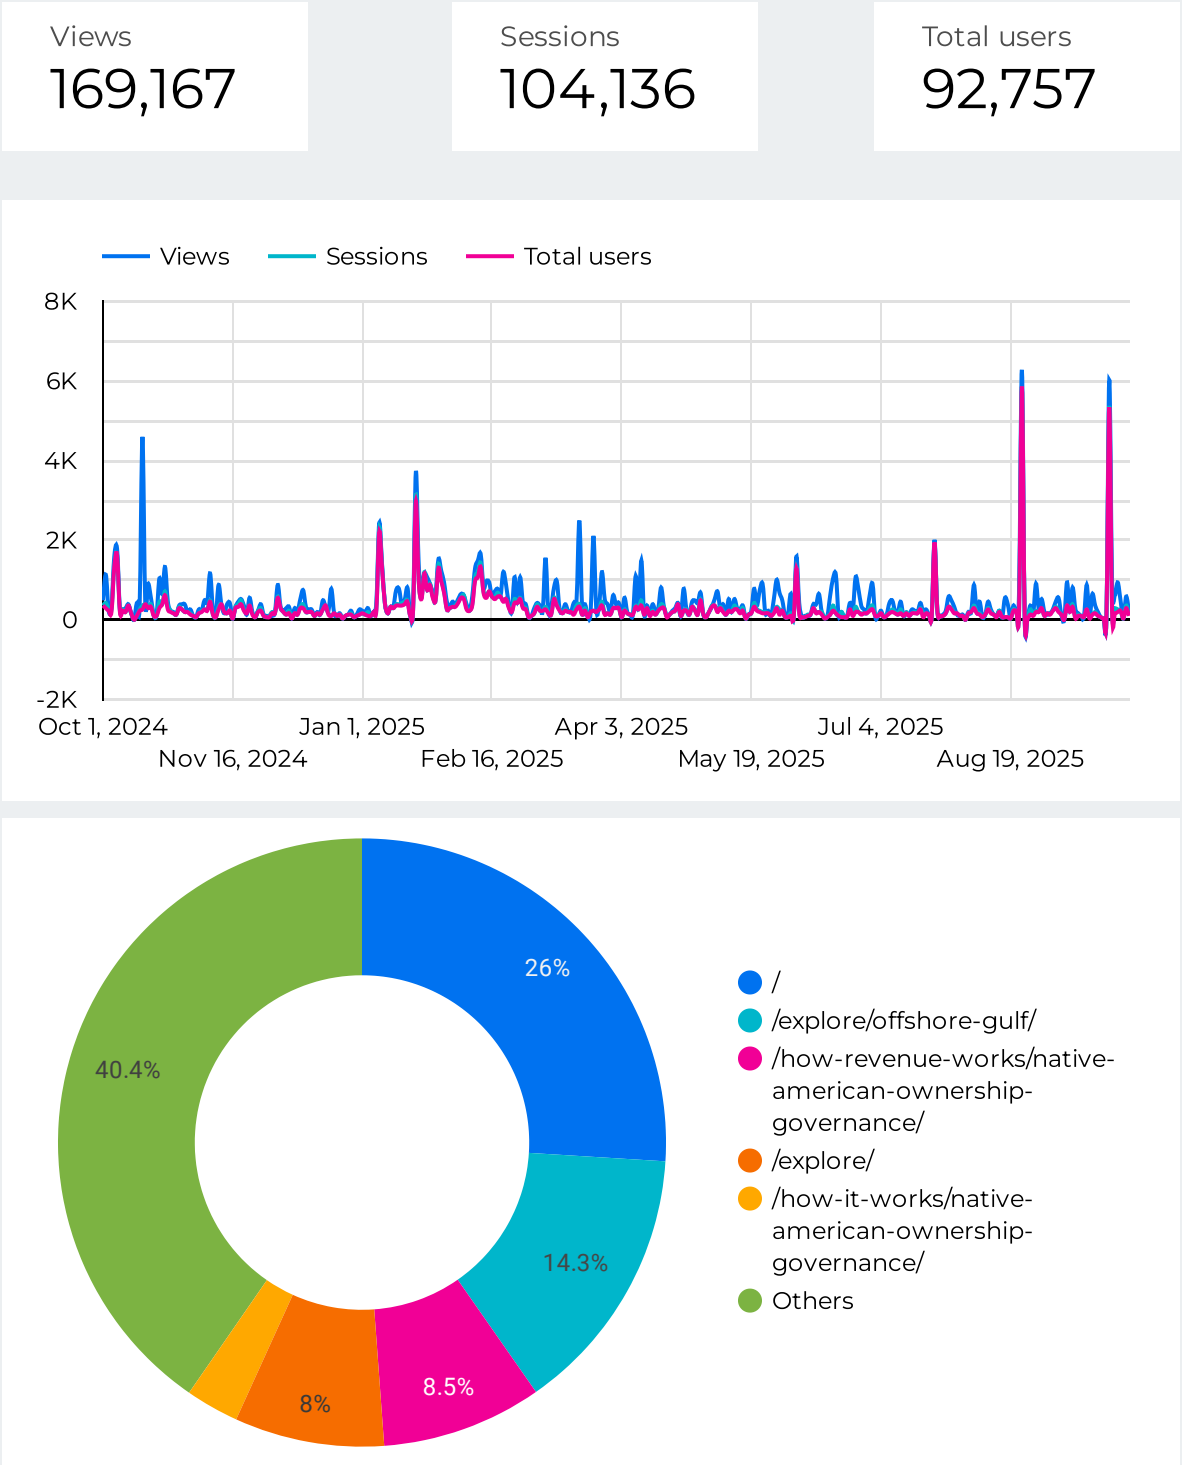 Views
169,167
Sessions
104,136
Total users
92,757
Views
Sessions
Total users
8K
6K
4K
2K
0
-2K
Oct 1, 2024
Nov 16, 2024
Jan 1, 2025
Feb 16, 2025
Apr 3, 2025
May 19, 2025
Jul 4, 2025
Aug 19, 2025
26%
14.3%
8.5%
8%
40.4%
/
/explore/offshore-gulf/
/how-revenue-works/native-
american-ownership-
governance/
/explore/
/how-it-works/native-
american-ownership-
governance/
Others